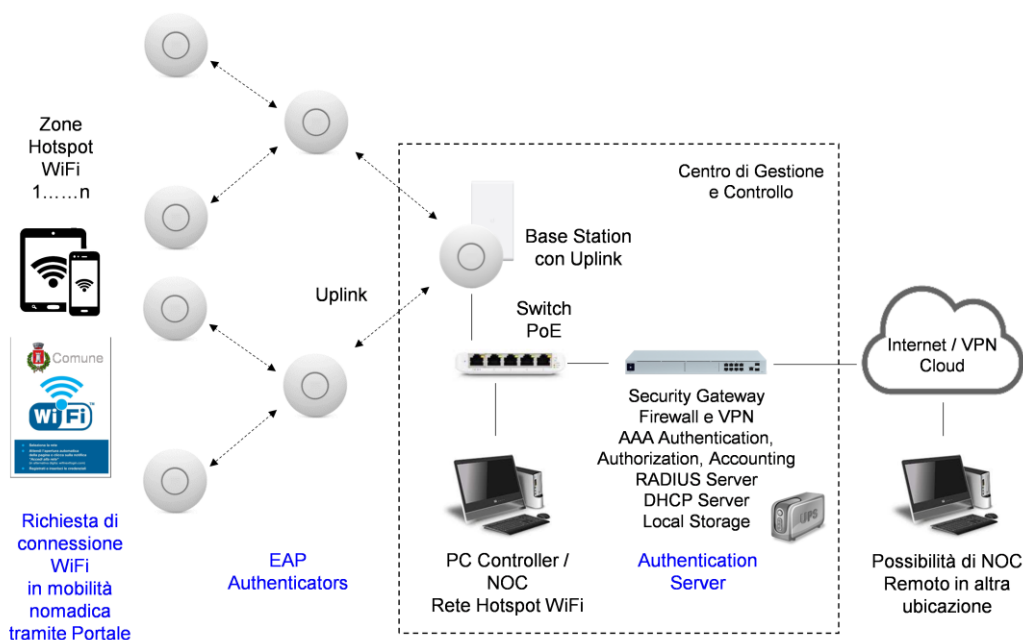 Zone
Hotspot
WiFi
1......n
Comune
WiFi
Richiesta di
connessione
WiFi
in mobilità
nomadica
tramite Portale
Uplink
EAP
Authenticators
Centro di Gestione
e Controllo
Base Station
con Uplink
Switch
PoE
PC Controller /
NOC
Rete Hotspot WiFi
Security Gateway
Firewall e VPN
AAA Authentication,
Authorization, Accounting
RADIUS Server
DHCP Server
Local Storage
UPS
Authentication
Server
Internet / VPN
Cloud
Possibilità di NOC
Remoto in altra
ubicazione